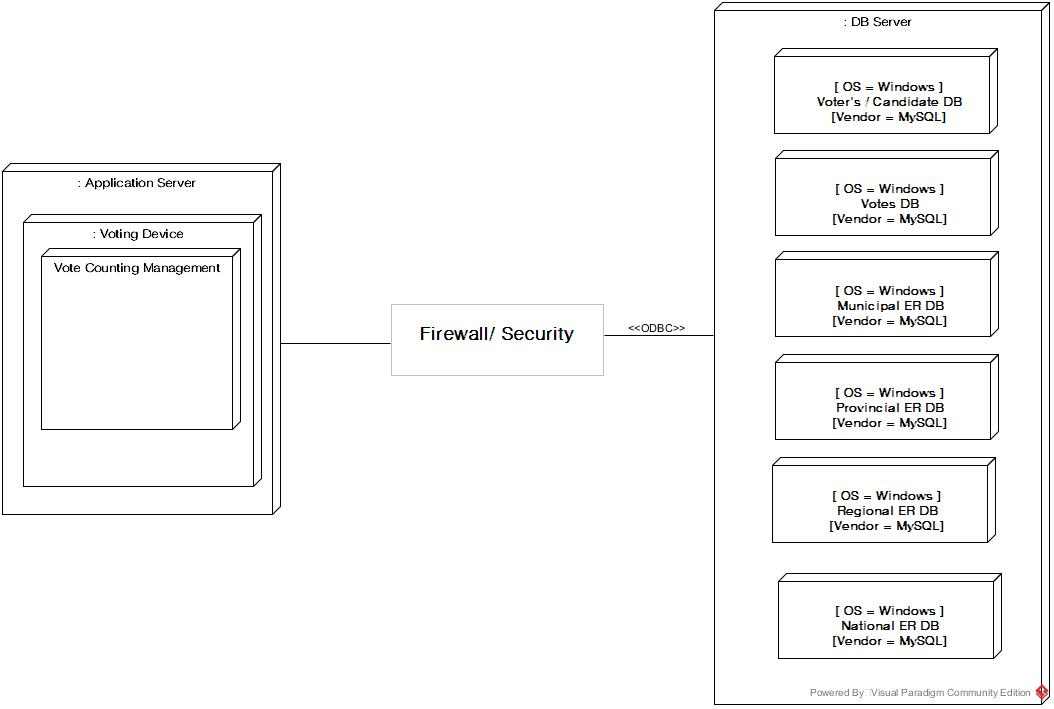 : DB Server
[ OS = Windows ]
Voter's / Candidate DB
[Vendor = MySQL]
[ OS = Windows ]
Votes DB
[Vendor = MySQL]
: Application Server
: Voting Device
Vote Counting Management
[ OS = Windows ]
Municipal ER DB
[Vendor = MySQL]
Firewall/ Security
<<ODBC>>
[ OS = Windows ]
Provincial ER DB
[Vendor = MySQL]
[ OS = Windows ]
Regional ER DB
[Vendor = MySQL]
[ OS = Windows ]
National ER DB
[Vendor = MySQL]
Powered By Visual Paradigm Community Edition